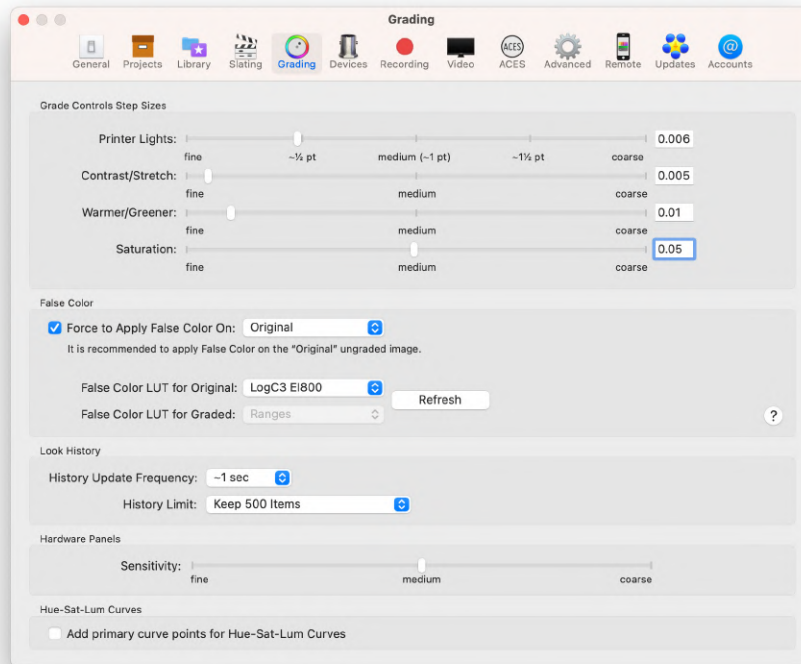 Grading
General Projects Library Slating Grading Devices Recording Video ACES Advanced Remote Updates Accounts
ACES
Grade Controls Step Sizes
Printer Lights: 0.006
fine ~½ pt medium (~1 pt) ~1½ pt coarse
Contrast/Stretch: 0.005
fine medium coarse
Warmer/Greener: 0.01
fine medium coarse
Saturation: 0.05
fine medium coarse
False Color
Force to Apply False Color On: Original
It is recommended to apply False Color on the “Original” ungraded image.
False Color LUT for Original: LogC3 EI800
Refresh
False Color LUT for Graded: Ranges
?
Look History
History Update Frequency: ~1 sec
History Limit: Keep 500 Items
Hardware Panels
Sensitivity:
fine medium coarse
Hue-Sat-Lum Curves
Add primary curve points for Hue-Sat-Lum Curves